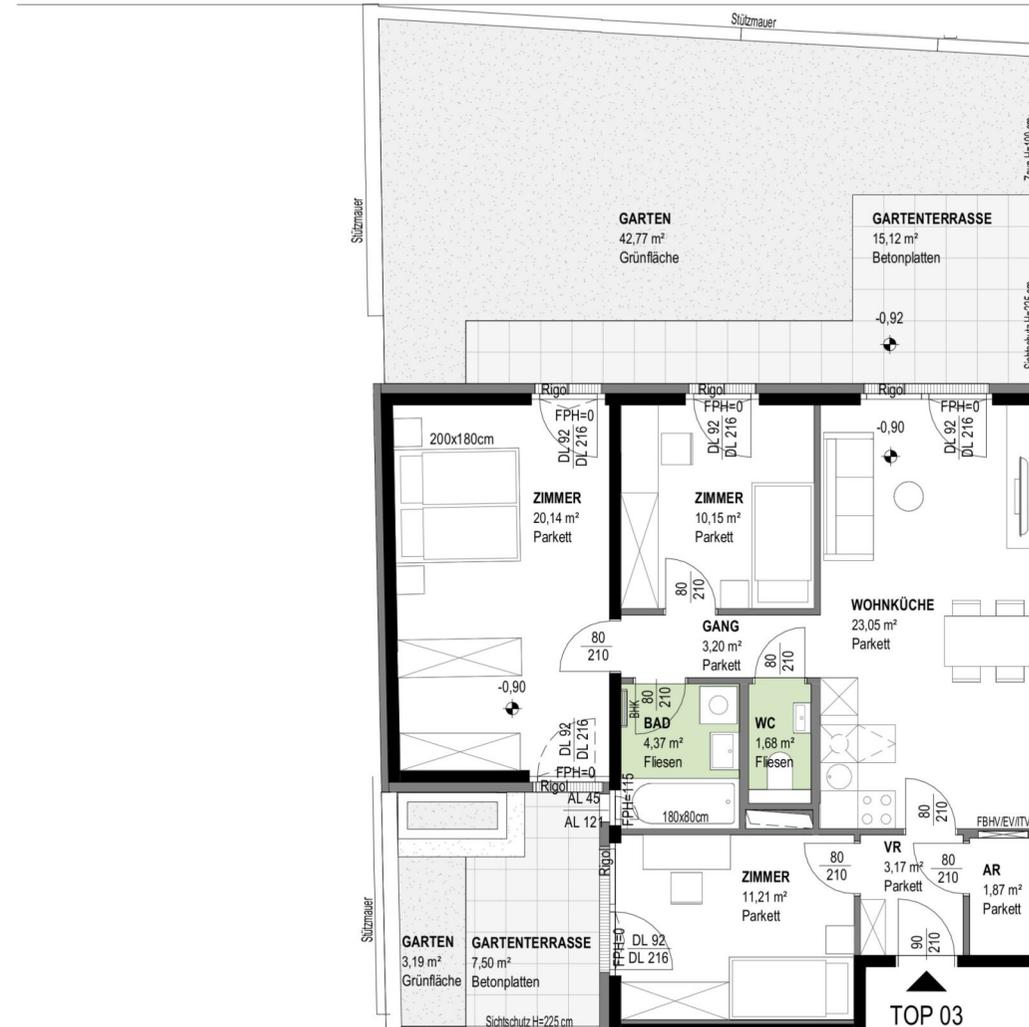 Stützmauer
Stützmauer
GARTEN
42,77 m²
Grünfläche
GARTENTERRASSE
15,12 m²
Betonplatten
-0,92
Rigol
Rigol
Rigol
FPH=0
DL 92
DL 216
FPH=0
DL 92
DL 216
FPH=0
DL 92
DL 216
200x180cm
-0,90
ZIMMER
20,14 m²
Parkett
ZIMMER
10,15 m²
Parkett
80
210
WOHNKÜCHE
23,05 m²
Parkett
GANG
3,20 m²
Parkett
80
210
80
210
-0,90
80
210
BHK
BAD
4,37 m²
Fliesen
WC
1,68 m²
Fliesen
DL 92
DL 216
FPH=0
Rigol
AL 45
AL 121
FPH=115
180x80cm
80
210
FBHV/EV/ITV
Rigol
ZIMMER
11,21 m²
Parkett
80
210
VR
3,17 m²
Parkett
80
210
AR
1,87 m²
Parkett
Stützmauer
GARTEN
3,19 m²
Grünfläche
GARTENTERRASSE
7,50 m²
Betonplatten
FPH=0
DL 92
DL 216
90
210
Sichtschutz H=225 cm
TOP 03